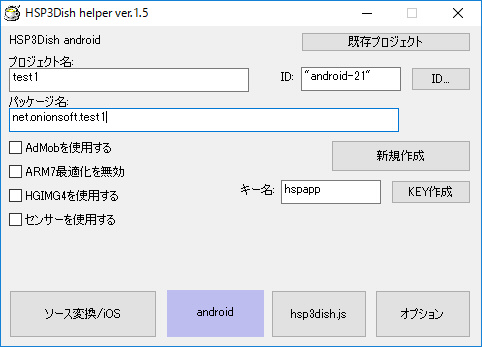 HSP3Dish helper ver.1.5
HSP3Dish android
既存プロジェクト
プロジェクト名:
test1
ID:
"android-21"
ID...
パッケージ名:
net.onionsoft.test1
AdMobを使用する
新規作成
ARM7最適化を無効
HGIMG4を使用する
キー名:
hspapp
KEY作成
センサーを使用する
ソース変換/iOS
android
hsp3dish.js
オプション